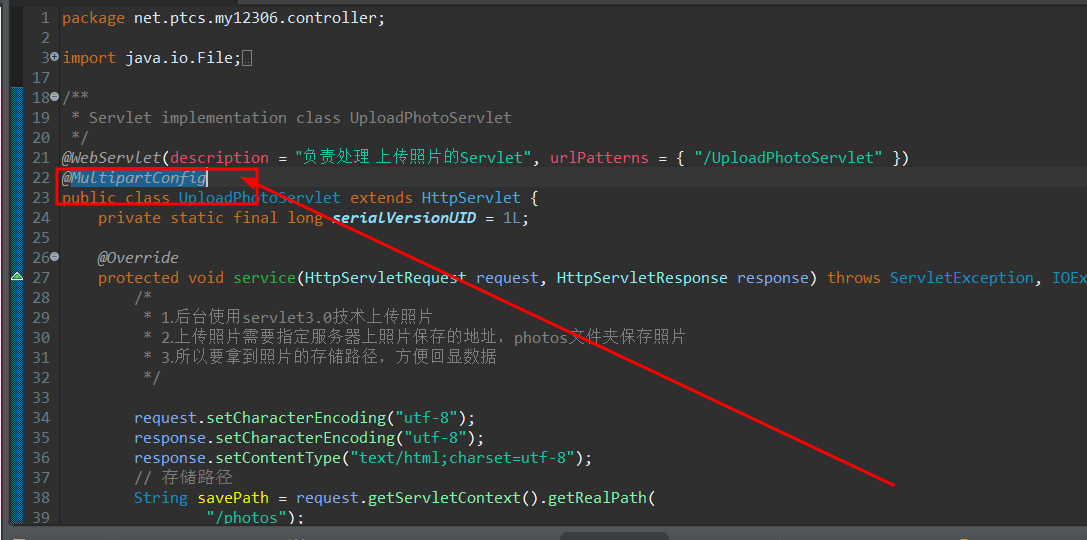 1 package net.ptcs.my12306.controller;
2
3 import java.io.File;
17
18 /**
19 * Servlet implementation class UploadPhotoServlet
20 */
21 @WebServlet(description = "负责处理 上传照片的Servlet", urlPatterns = { "/UploadPhotoServlet" })
22 @MultipartConfig
23 public class UploadPhotoServlet extends HttpServlet {
24 private static final long serialVersionUID = 1L;
25
26 @Override
27 protected void service(HttpServletRequest request, HttpServletResponse response) throws ServletException, IOEx
28 /*
29 * 1.后台使用servlet3.0技术上传照片
30 * 2.上传照片需要指定服务器上照片保存的地址，photos文件夹保存照片
31 * 3.所以要拿到照片的存储路径，方便回显数据
32 */
33
34 request.setCharacterEncoding("utf-8");
35 response.setCharacterEncoding("utf-8");
36 response.setContentType("text/html;charset=utf-8");
37 // 存储路径
38 String savePath = request.getServletContext().getRealPath(
39 "/photos");